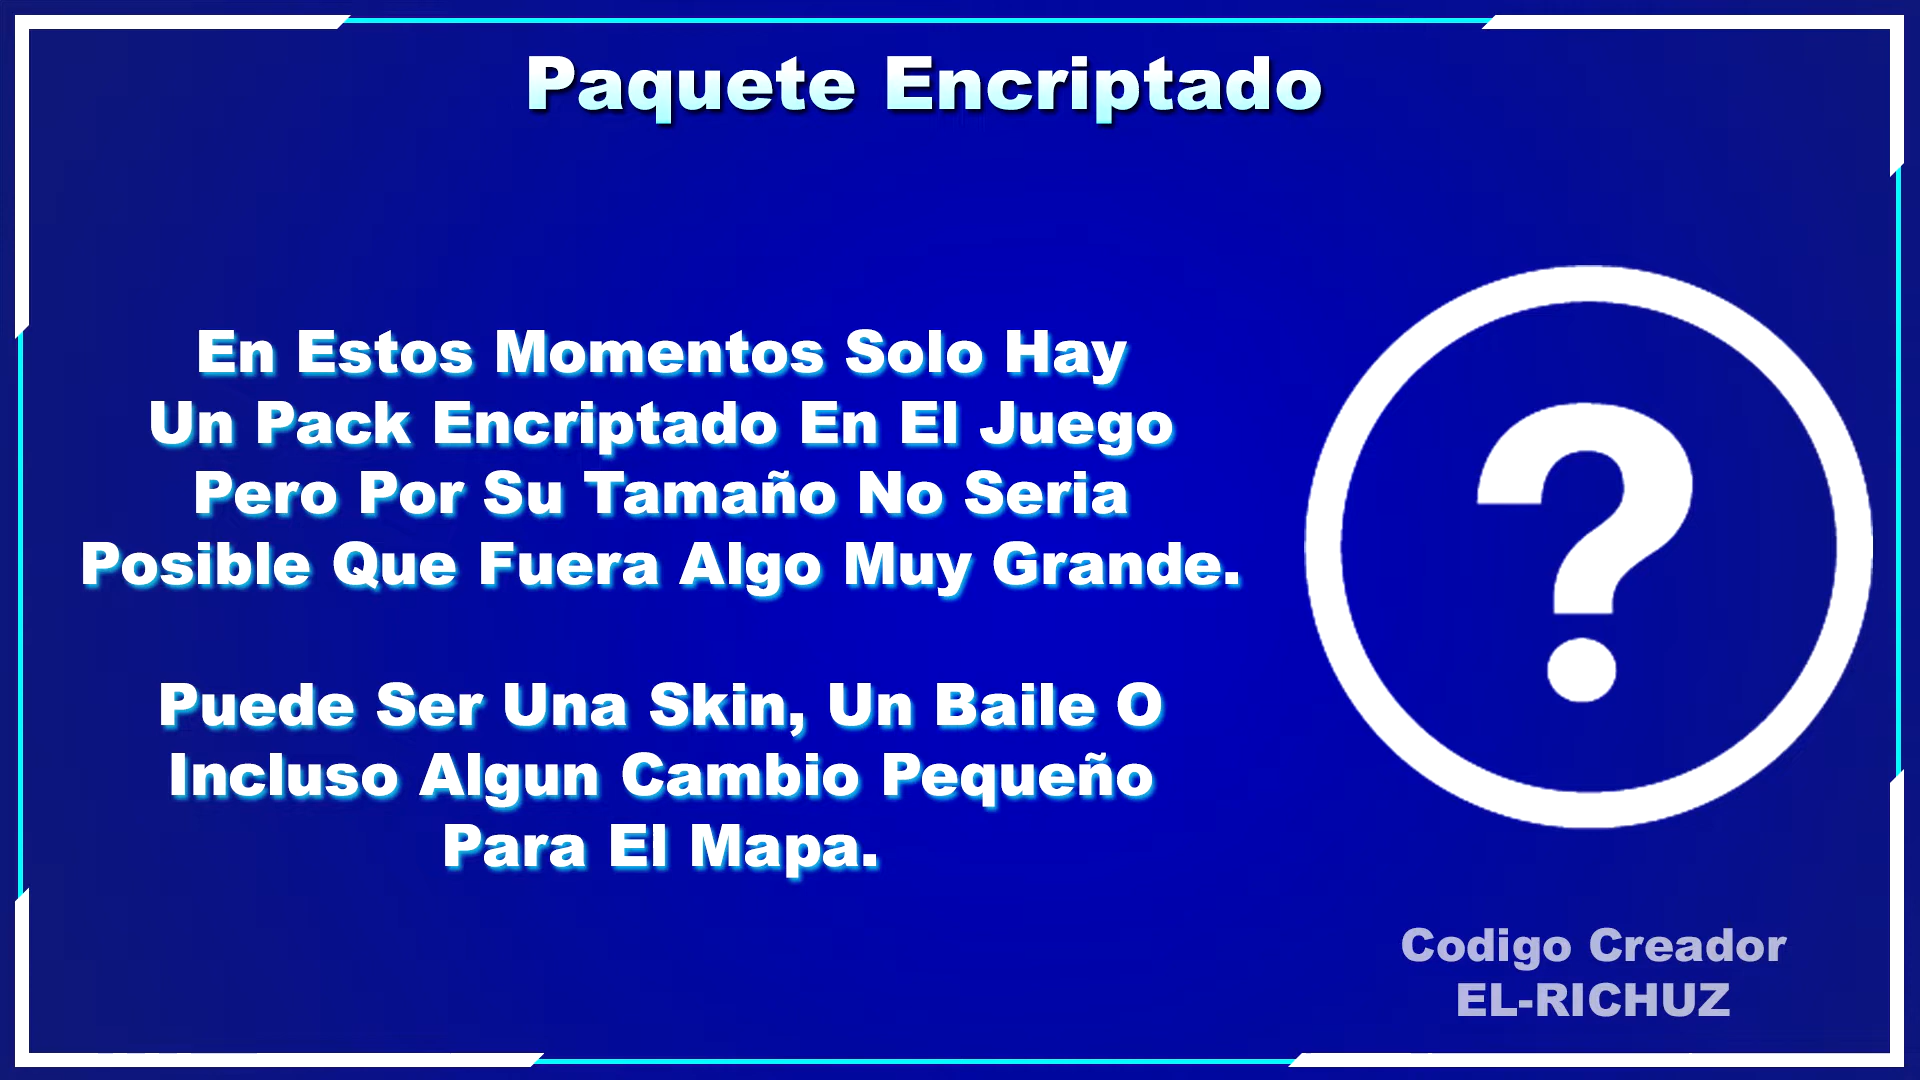 Paquete Encriptado
En Estos Momentos Solo Hay
Un Pack Encriptado En El Juego
Pero Por Su Tamaño No Seria
Posible Que Fuera Algo Muy Grande.
Puede Ser Una Skin, Un Baile O
Incluso Algun Cambio Pequeño
Para El Mapa.
?
Codigo Creador
EL-RICHUZ